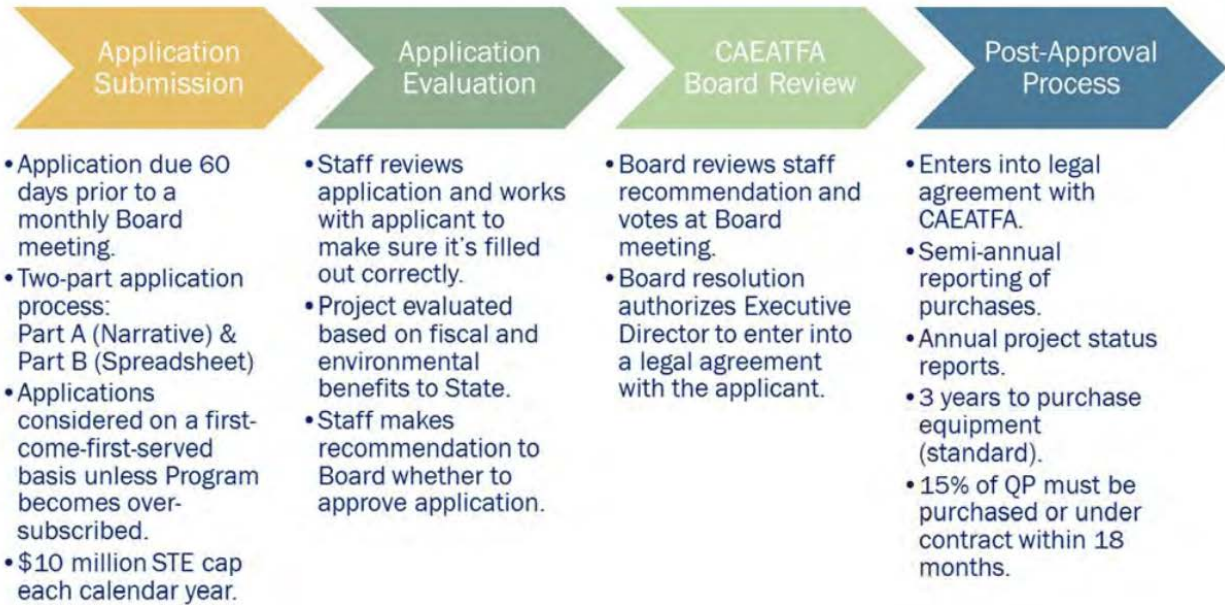 Application
Submission
Application
Evaluation
CAEATFA
Board Review
Post-Approval
Process
•Application due 60
days prior to a
monthly Board
meeting.
•Two-part application
process:
Part A (Narrative) &
Part B (Spreadsheet)
•Applications
considered on a first-
come-first-served
basis unless Program
becomes over-
subscribed.
•$10 million STE cap
each calendar year.
•Staff reviews
application and works
with applicant to
make sure it's filled
out correctly.
•Project evaluated
based on fiscal and
environmental
benefits to State.
•Staff makes
recommendation to
Board whether to
approve application.
•Board reviews staff
recommendation and
votes at Board
meeting.
•Board resolution
authorizes Executive
Director to enter into
a legal agreement
with the applicant.
•Enters into legal
agreement with
CAEATFA.
•Semi-annual
reporting of
purchases.
•Annual project status
reports.
•3 years to purchase
equipment
(standard).
•15% of QP must be
purchased or under
contract within 18
months.